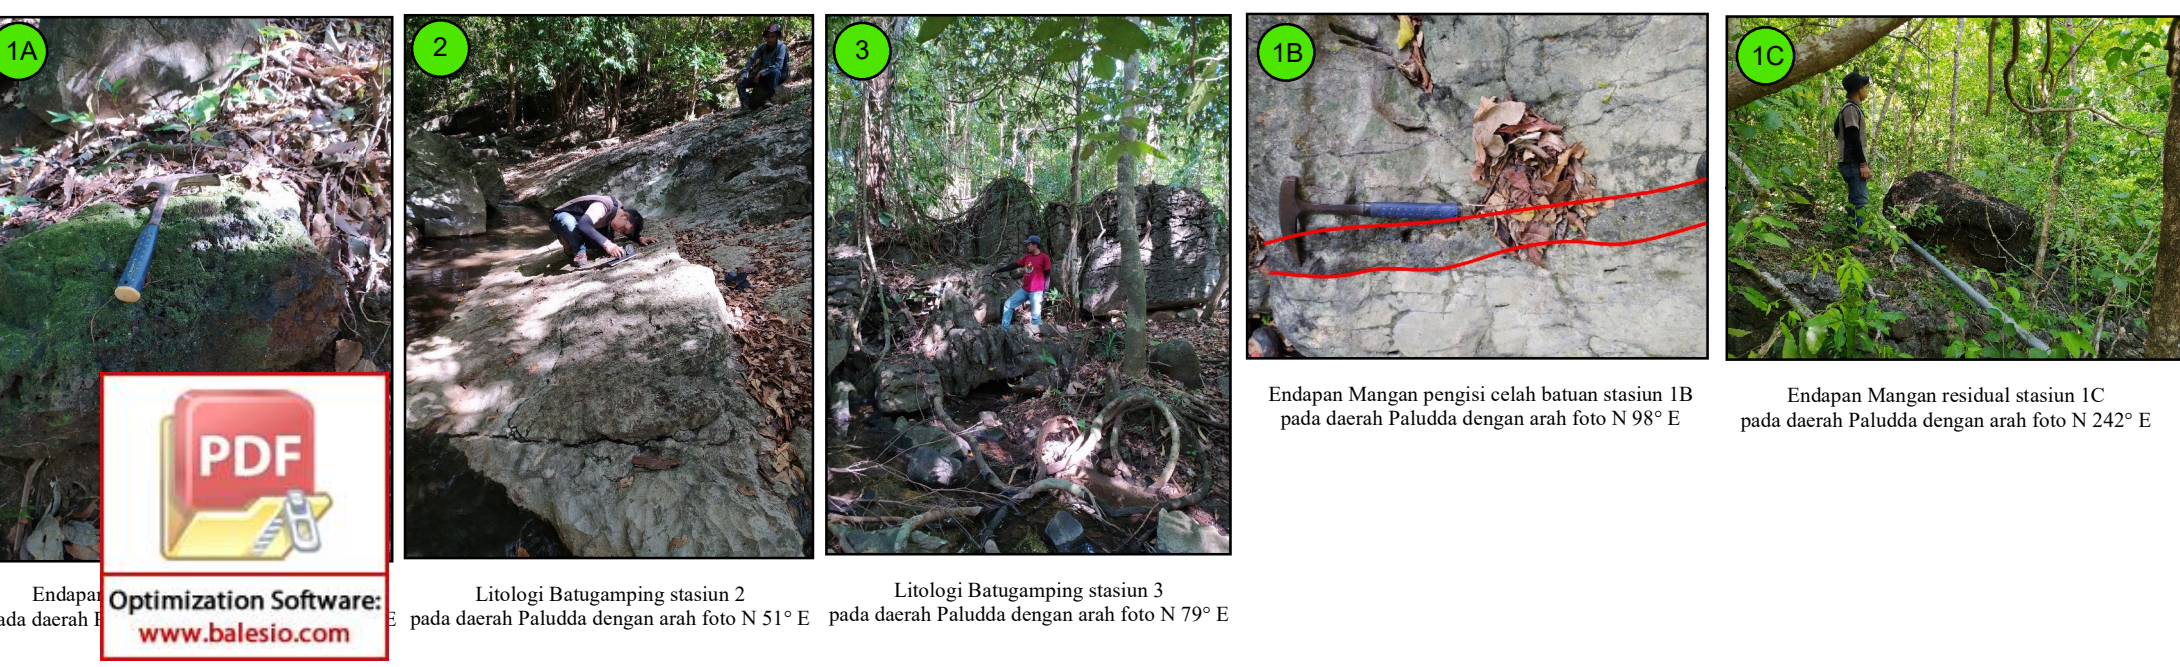 1A
2
3
1B
1C
Endapan Mangan pengisi celah batuan stasiun 1B
pada daerah Paludda dengan arah foto N 98° E
Endapan Mangan residual stasiun 1C
pada daerah Paludda dengan arah foto N 242° E
Litologi Batugamping stasiun 2
pada daerah Paludda dengan arah foto N 51° E
Litologi Batugamping stasiun 3
pada daerah Paludda dengan arah foto N 79° E
daerah
E
PDF
Optimization Software:
www.balesio.com